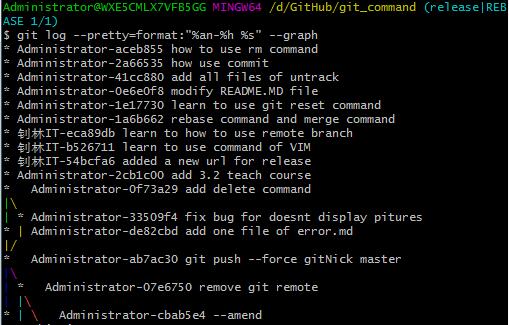 Administrator@WXE5CMLX7VFB5GG MINGW64 /d/GitHub/git_command (release|REB
ASE 1/1)
$ git log --pretty=format:"%an-%h %s" --graph
* Administrator-aceb855 how to use rm command
* Administrator-2a66535 how use commit
* Administrator-41cc880 add all files of untrack
* Administrator-0e6e0f8 modify README.MD file
* Administrator-1e17730 learn to use git reset command
* Administrator-1a6b662 rebase command and merge command
* 钊林IT-eca89db learn to how to use remote branch
* 钊林IT-b526711 learn to use command of VIM
* 钊林IT-54bcfa6 added a new url for release
* Administrator-2cb1c00 add 3.2 teach course
*   Administrator-0f73a29 add delete command
|\
| * Administrator-33509f4 fix bug for doesnt display pitures
* | Administrator-de82cbd add one file of error.md
|/
*   Administrator-ab7ac30 git push --force gitNick master
|\
| *   Administrator-07e6750 remove git remote
| |\
* | \   Administrator-cbab5e4 --amend